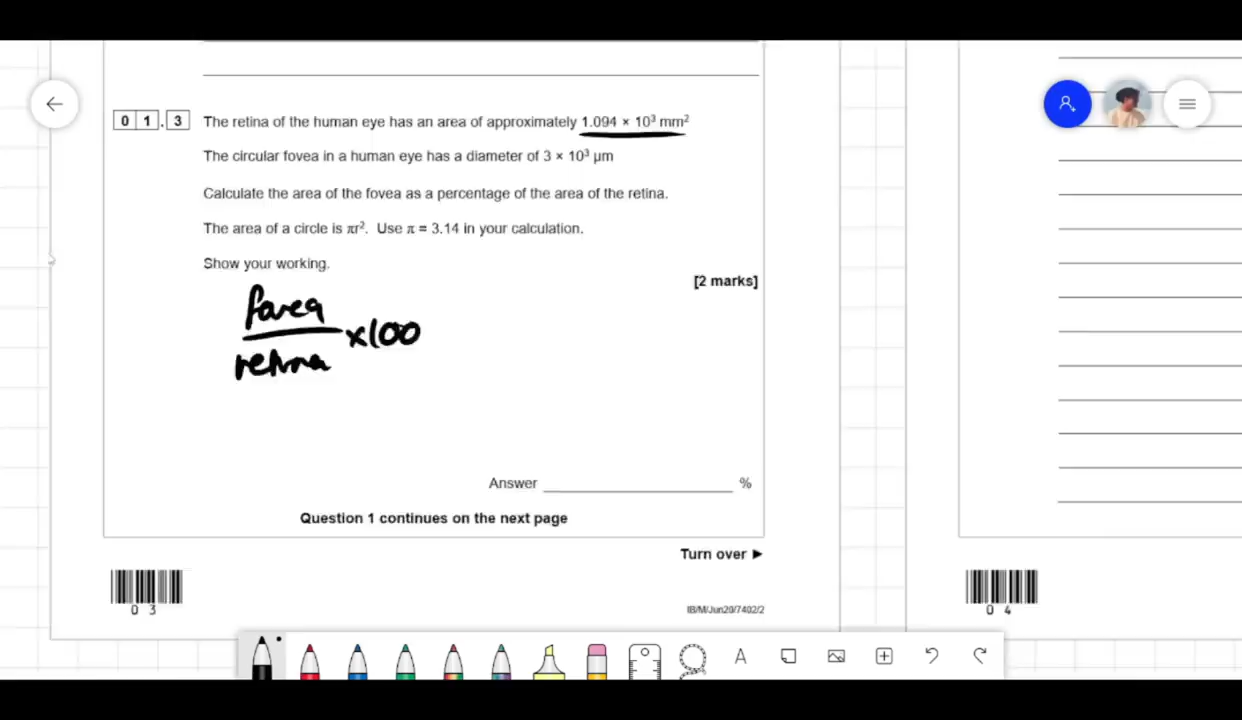 0 1 . 3 The retina of the human eye has an area of approximately 1.094 × 10³ mm²
The circular fovea in a human eye has a diameter of 3 × 10³ µm
Calculate the area of the fovea as a percentage of the area of the retina.
The area of a circle is πr². Use π = 3.14 in your calculation.
Show your working.
[2 marks]
fovea
retina
×100
Answer %
Question 1 continues on the next page
Turn over ►
0 3
IB/M/Jun20/7402/2
0 4
A